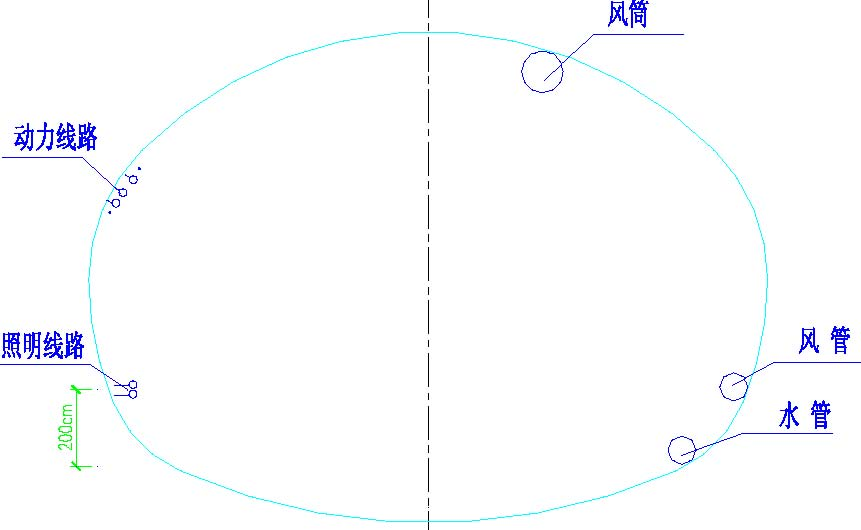 风筒
动力线路
照明线路
风 管
200cm
水 管